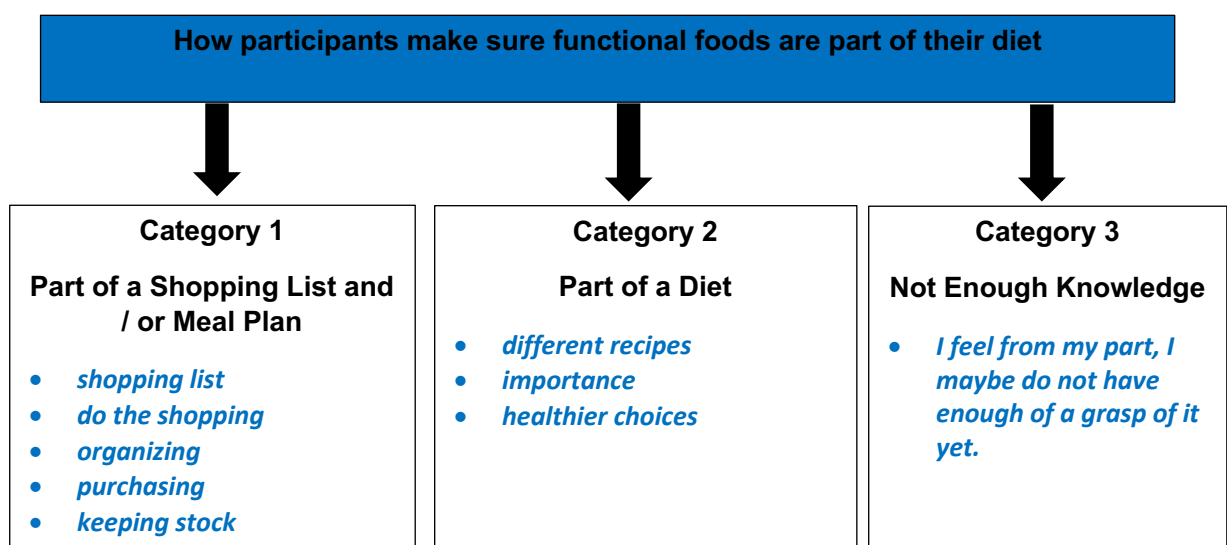 How participants make sure functional foods are part of their diet
Category 1
Part of a Shopping List and
/ or Meal Plan
• shopping list
• do the shopping
• organizing
• purchasing
• keeping stock
Category 2
Part of a Diet
• different recipes
• importance
• healthier choices
Category 3
Not Enough Knowledge
• I feel from my part, I
maybe do not have
enough of a grasp of it
yet.